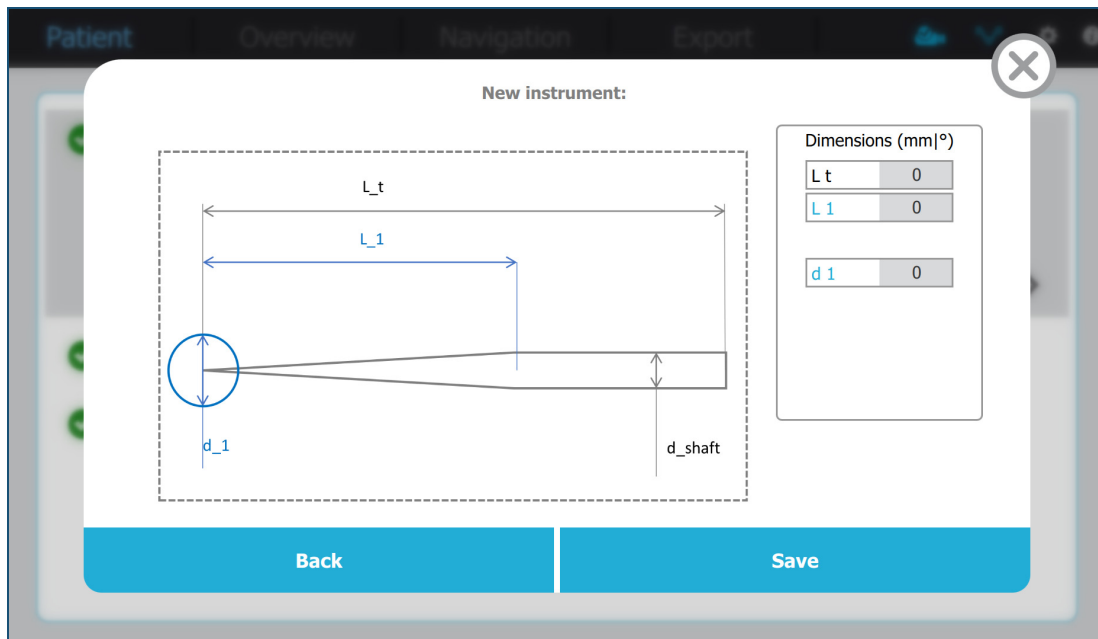 Patient Overview Navigation Export
New instrument:
Dimensions (mm|°)
L t 0
L 1 0
d 1 0
L_t
L_1
d_1
d_shaft
Back Save